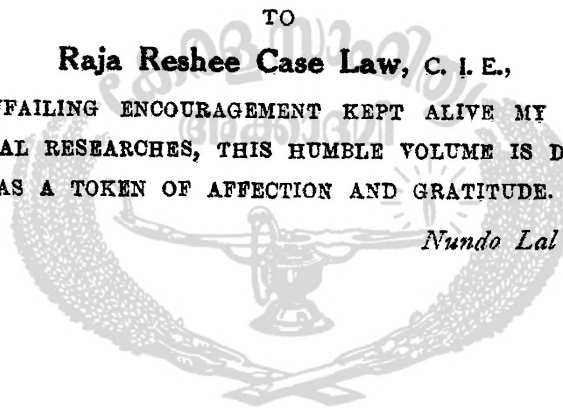 TO
Raja Reshee Case Law, C. I. E.,
FAILING ENCOURAGEMENT KEPT ALIVE MY
AL RESEARCHES, THIS HUMBLE VOLUME IS D
AS A TOKEN OF AFFECTION AND GRATITUDE.
Nundo Lal